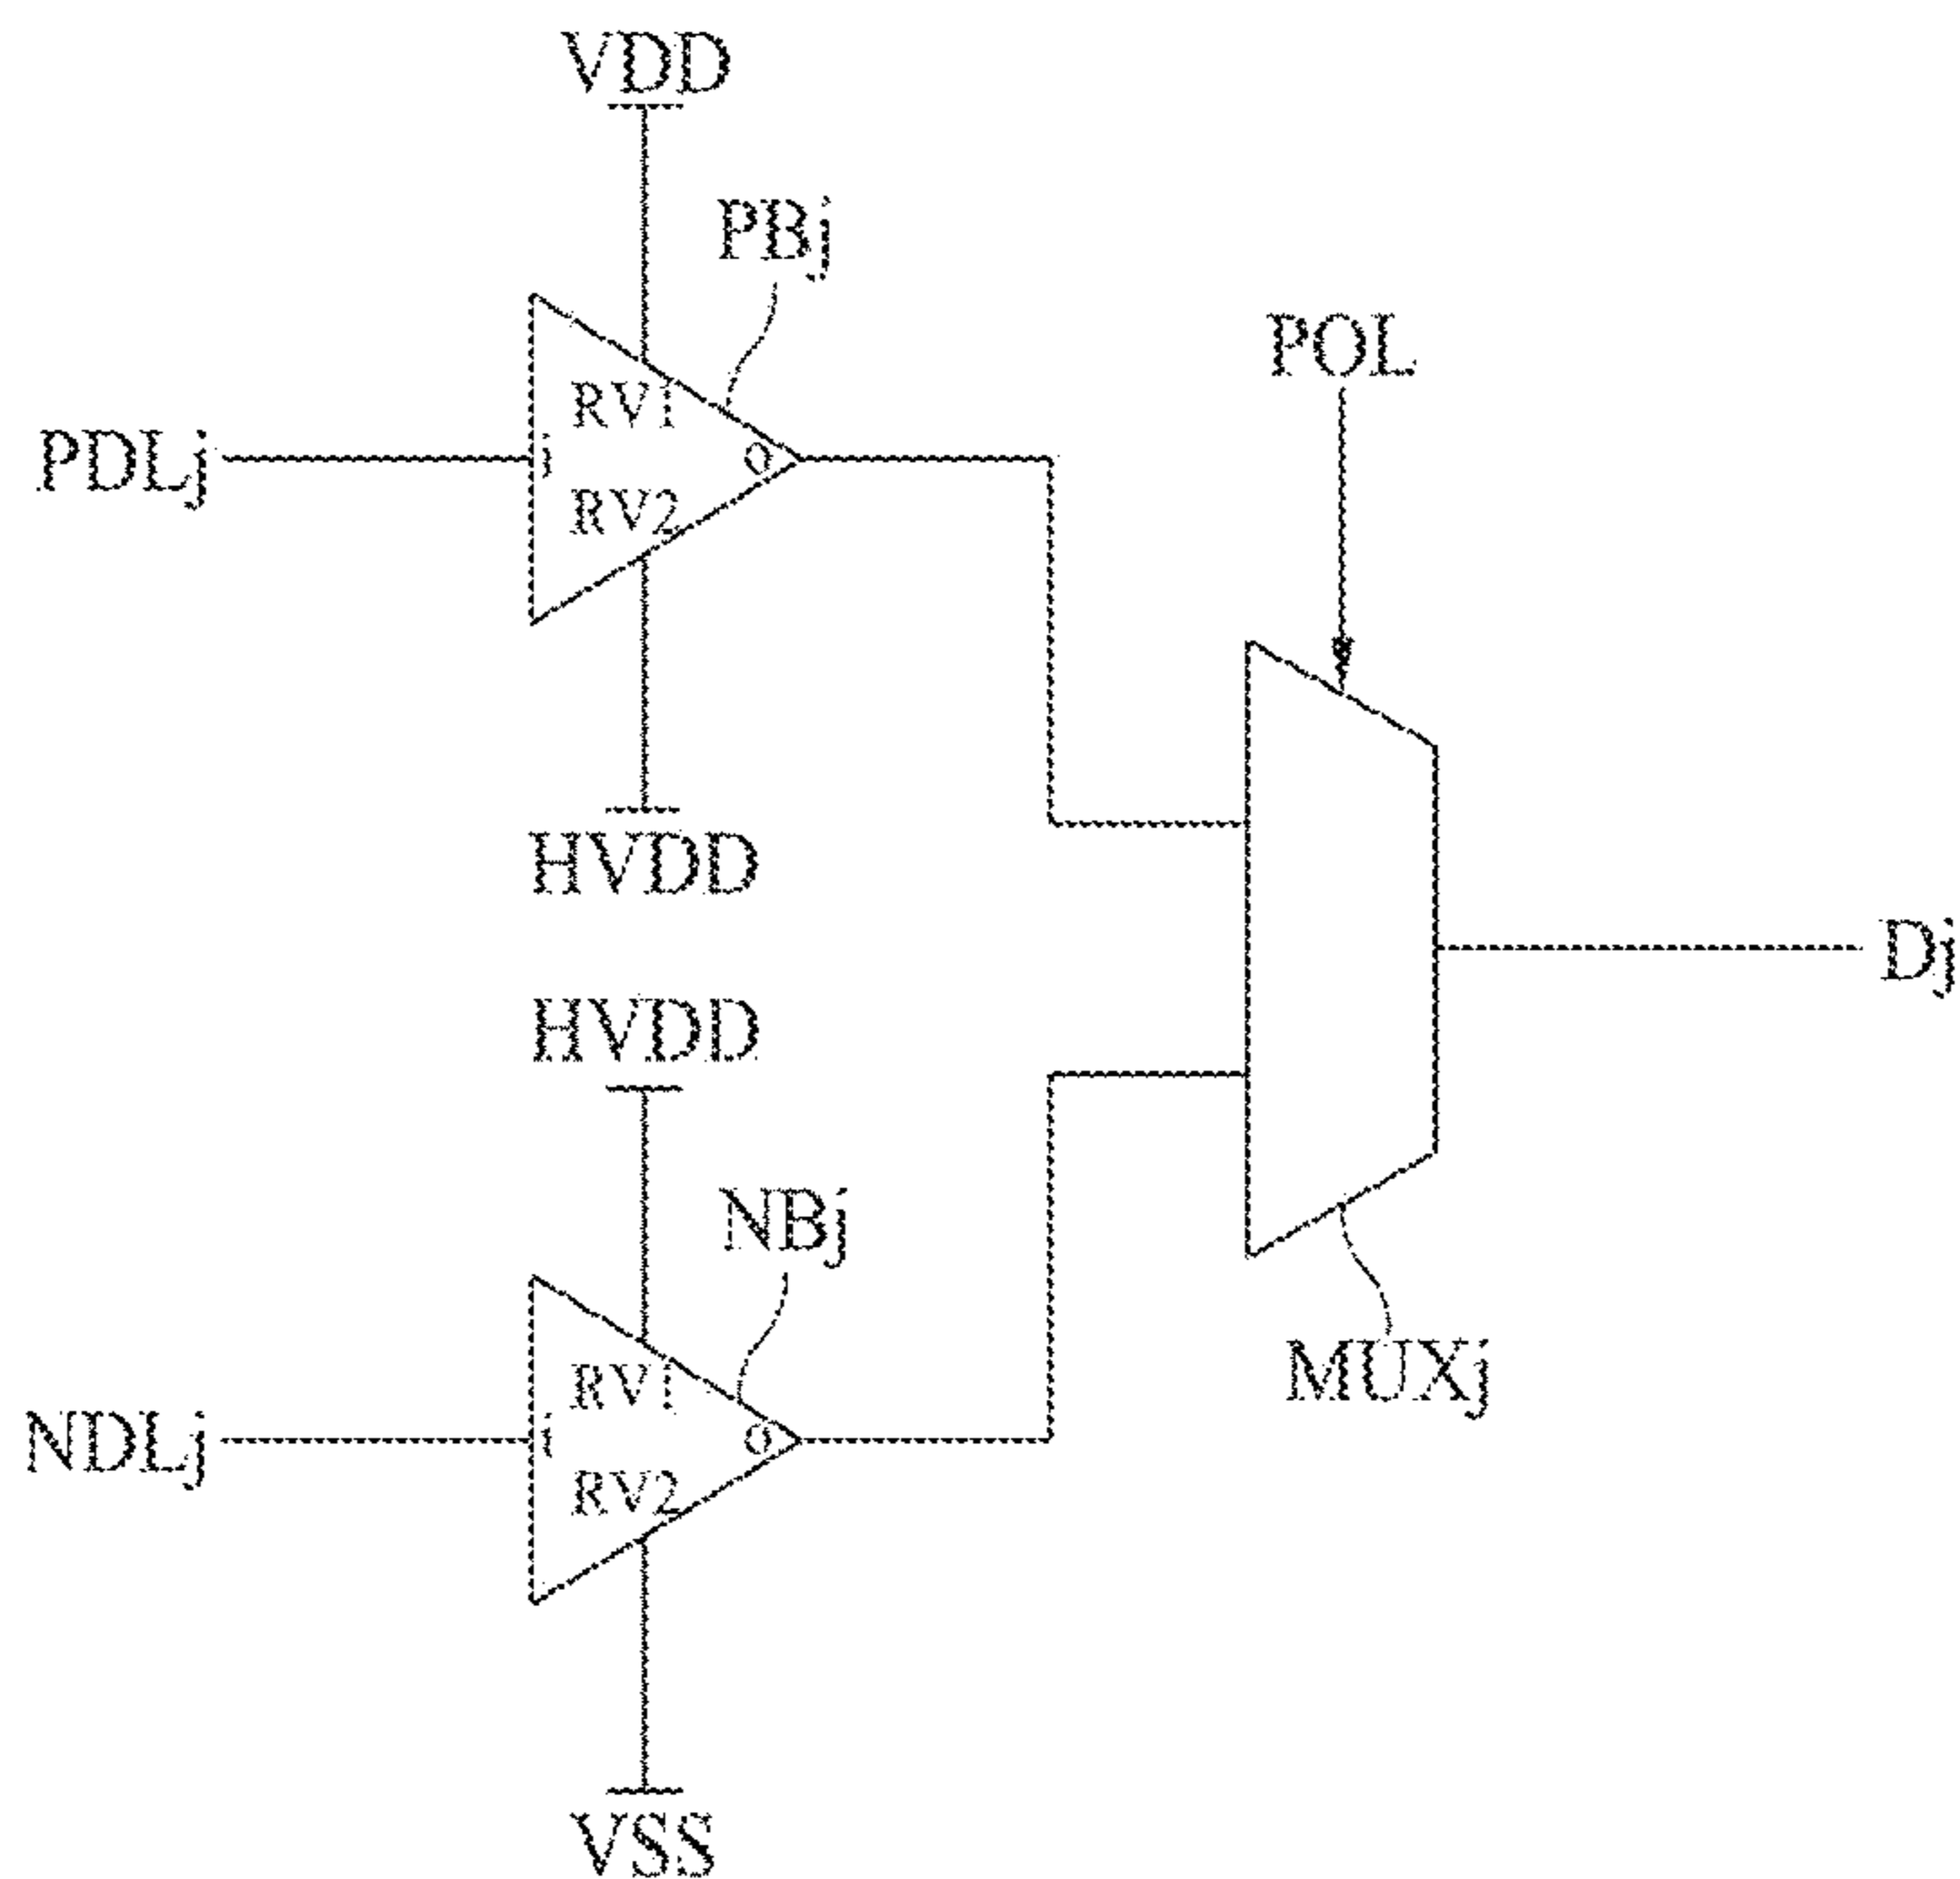 VDD
PBj
POL
RV1
PDLj
i
O
RV2
HVDD
Dj
HVDD
NBj
MUXj
RV1
NDLj
i
O
RV2
VSS